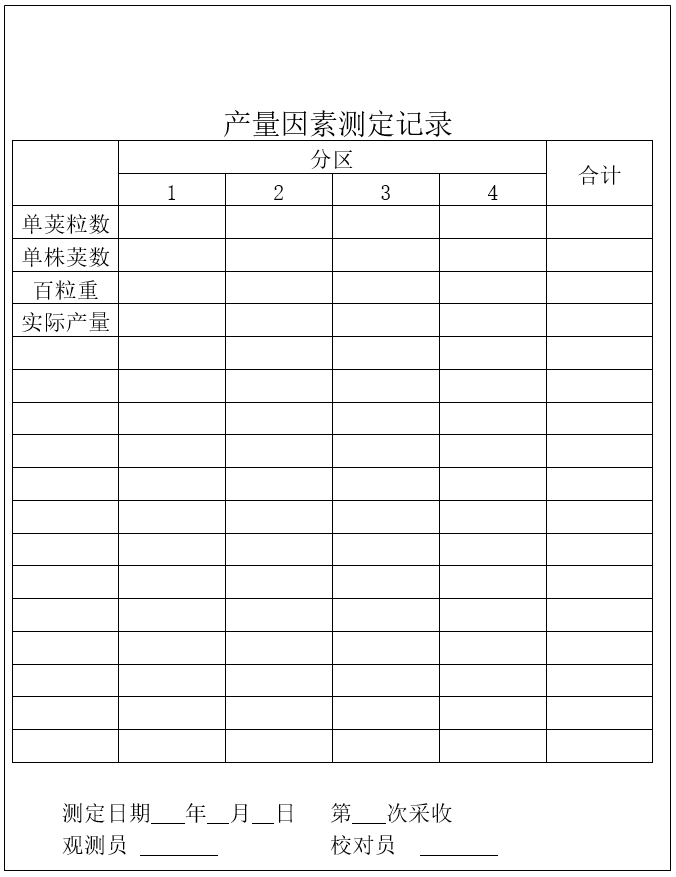 产量因素测定记录
分区
合计
1 2 3 4
单荚粒数
单株荚数
百粒重
实际产量
测定日期___年__月__日 第___次采收
观测员 _______ 校对员 _______